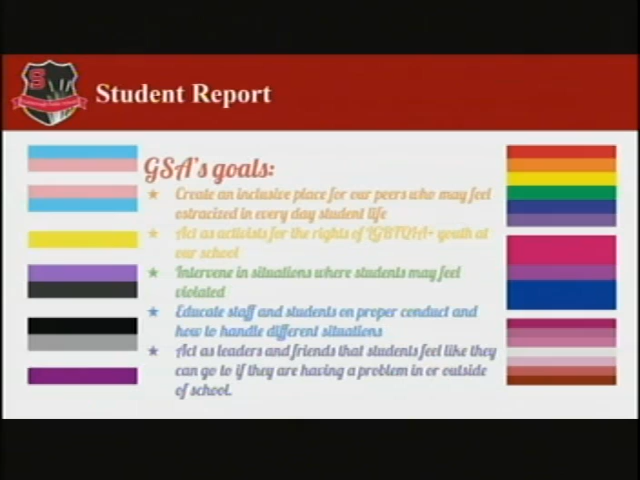 S
Student Report
GSA's goals:
Create an inclusive place for our peers who may feel
ostracized in every day student life
Act as activists for the rights of LGBTQIA+ youth at
our school
Intervene in situations where students may feel
violated
Educate staff and students on proper conduct and
how to handle different situations
Act as leaders and friends that students feel like they
can go to if they are having a problem in or outside
of school.